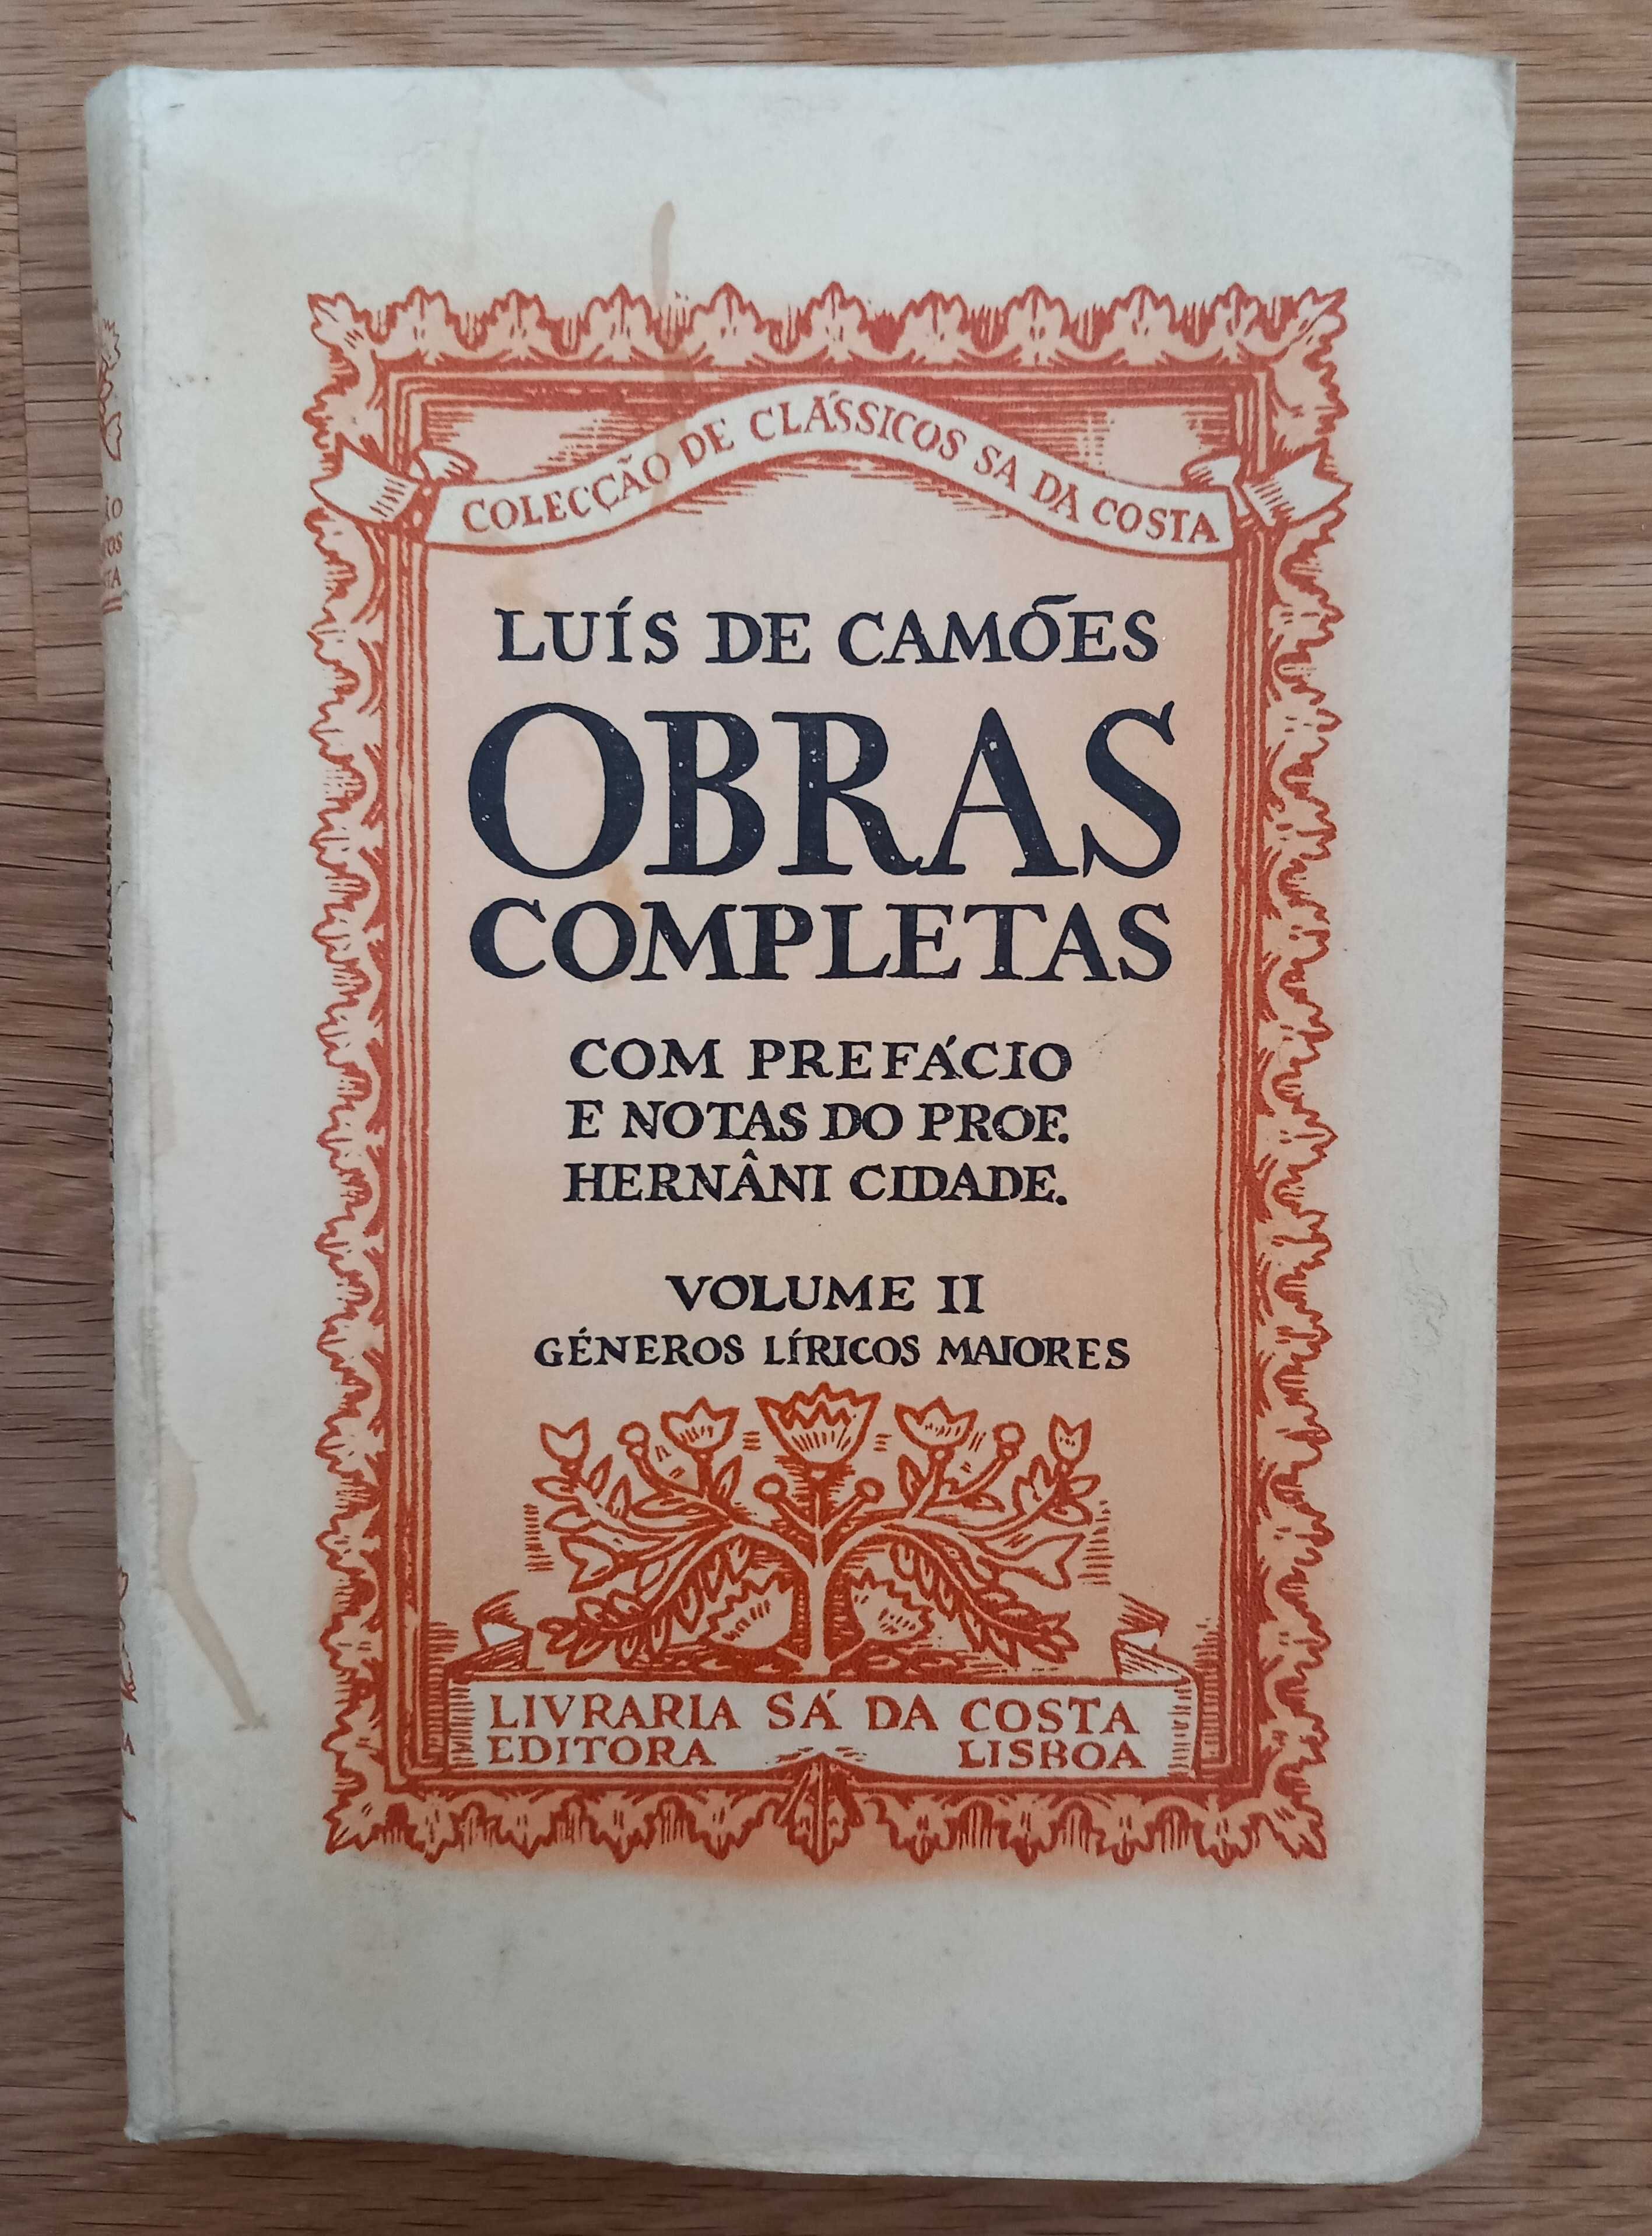 COLECÇÃO DE CLÁSSICOS SA DA COSTA
LUÍS DE CAMÕES
OBRAS
COMPLETAS
COM PREFÁCIO
E NOTAS DO PROF.
HERNÂNI CIDADE.
VOLUME II
GÉNEROS LÍRICOS MAIORES
LIVRARIA SÁ DA COSTA
EDITORA LISBOA